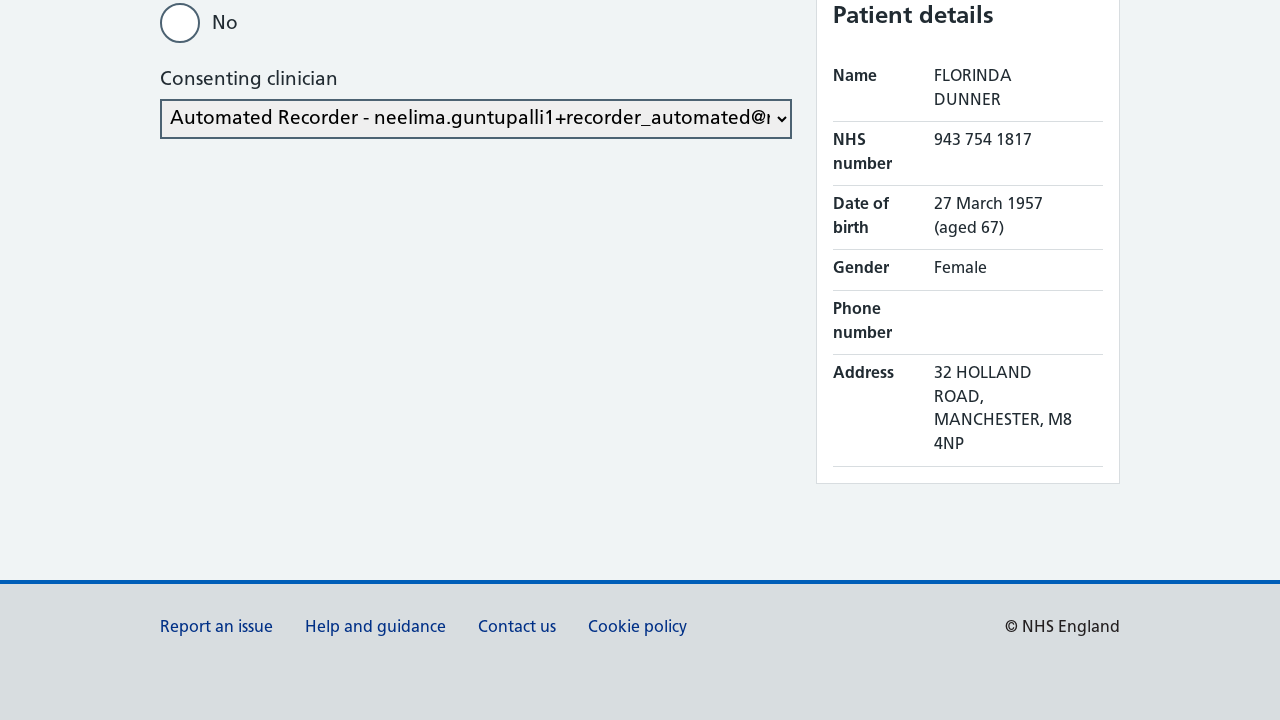 No
Consenting clinician
Automated Recorder - neelima.guntupalli1+recorder_automated@
Patient details
Name FLORINDA
DUNNER
NHS 943 754 1817
number
Date of 27 March 1957
birth (aged 67)
Gender Female
Phone
number
Address 32 HOLLAND
ROAD,
MANCHESTER, M8
4NP
Report an issue Help and guidance Contact us Cookie policy © NHS England